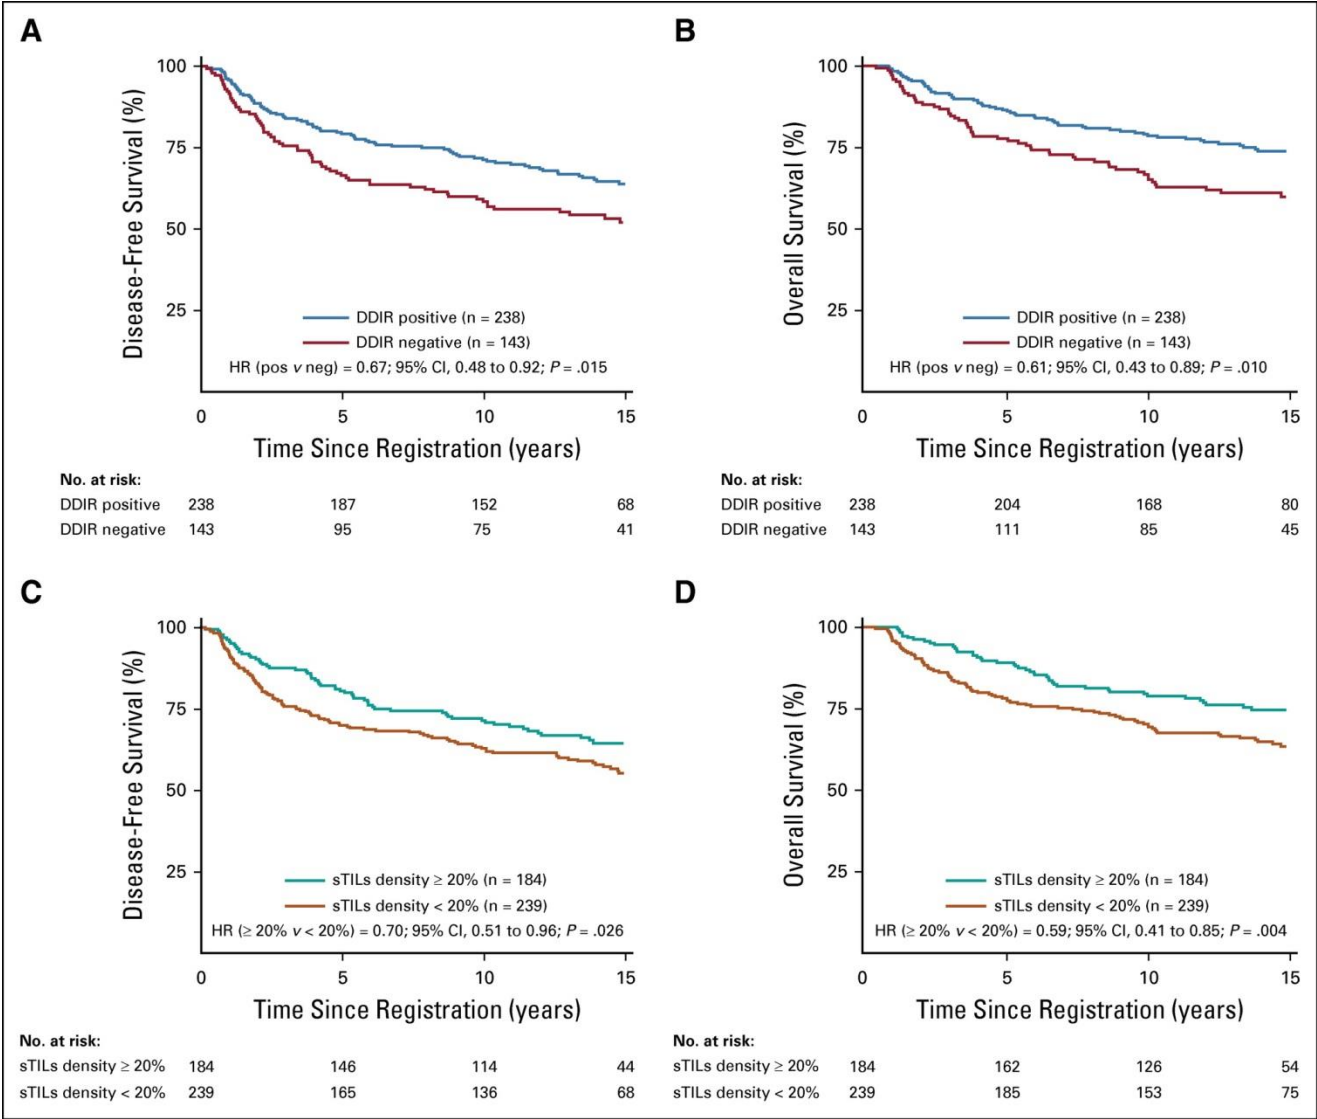 A
Disease-Free Survival (%)
100
75
50
25
DDIR positive (n = 238)
DDIR negative (n = 143)
HR (pos v neg) = 0.67; 95% CI, 0.48 to 0.92; P = .015
0 5 10 15
Time Since Registration (years)
No. at risk:
DDIR positive 238 187 152 68
DDIR negative 143 95 75 41
B
Overall Survival (%)
100
75
50
25
DDIR positive (n = 238)
DDIR negative (n = 143)
HR (pos v neg) = 0.61; 95% CI, 0.43 to 0.89; P = .010
0 5 10 15
Time Since Registration (years)
No. at risk:
DDIR positive 238 204 168 80
DDIR negative 143 111 85 45
C
Disease-Free Survival (%)
100
75
50
25
sTILs density ≥ 20% (n = 184)
sTILs density < 20% (n = 239)
HR (≥ 20% v < 20%) = 0.70; 95% CI, 0.51 to 0.96; P = .026
0 5 10 15
Time Since Registration (years)
No. at risk:
sTILs density ≥ 20% 184 146 114 44
sTILs density < 20% 239 165 136 68
D
Overall Survival (%)
100
75
50
25
sTILs density ≥ 20% (n = 184)
sTILs density < 20% (n = 239)
HR (≥ 20% v < 20%) = 0.59; 95% CI, 0.41 to 0.85; P = .004
0 5 10 15
Time Since Registration (years)
No. at risk:
sTILs density ≥ 20% 184 162 126 54
sTILs density < 20% 239 185 153 75